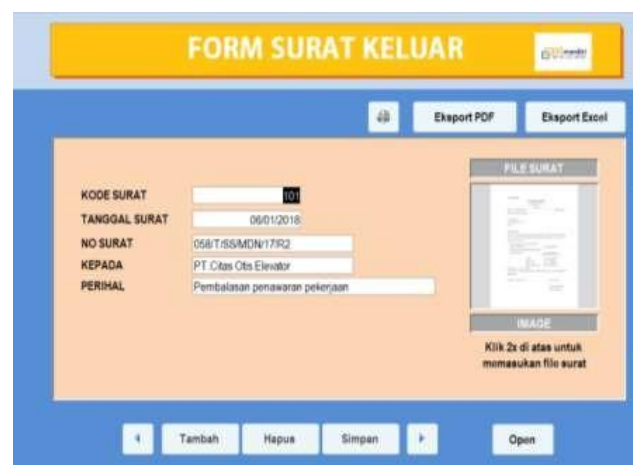 FORM SURAT KELUAR
Eksport PDF
Eksport Excel
FILE SURAT
KODE SURAT 101
TANGGAL SURAT 06/01/2018
NO SURAT 058/T/SS/MDN/17/R2
KEPADA PT.Citas Otis Elevator
PERIHAL Pembalasan penawaran pekerjaan
IMAGE
Klik 2x di atas untuk
memasukan file surat
Tambah
Hapus
Simpan
Open